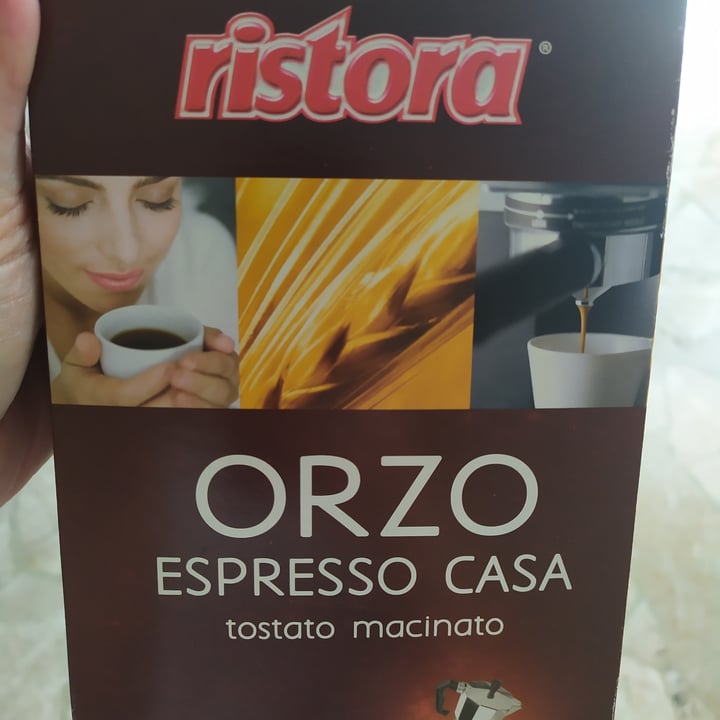 ristora®
ORZO
ESPRESSO CASA
tostato macinato